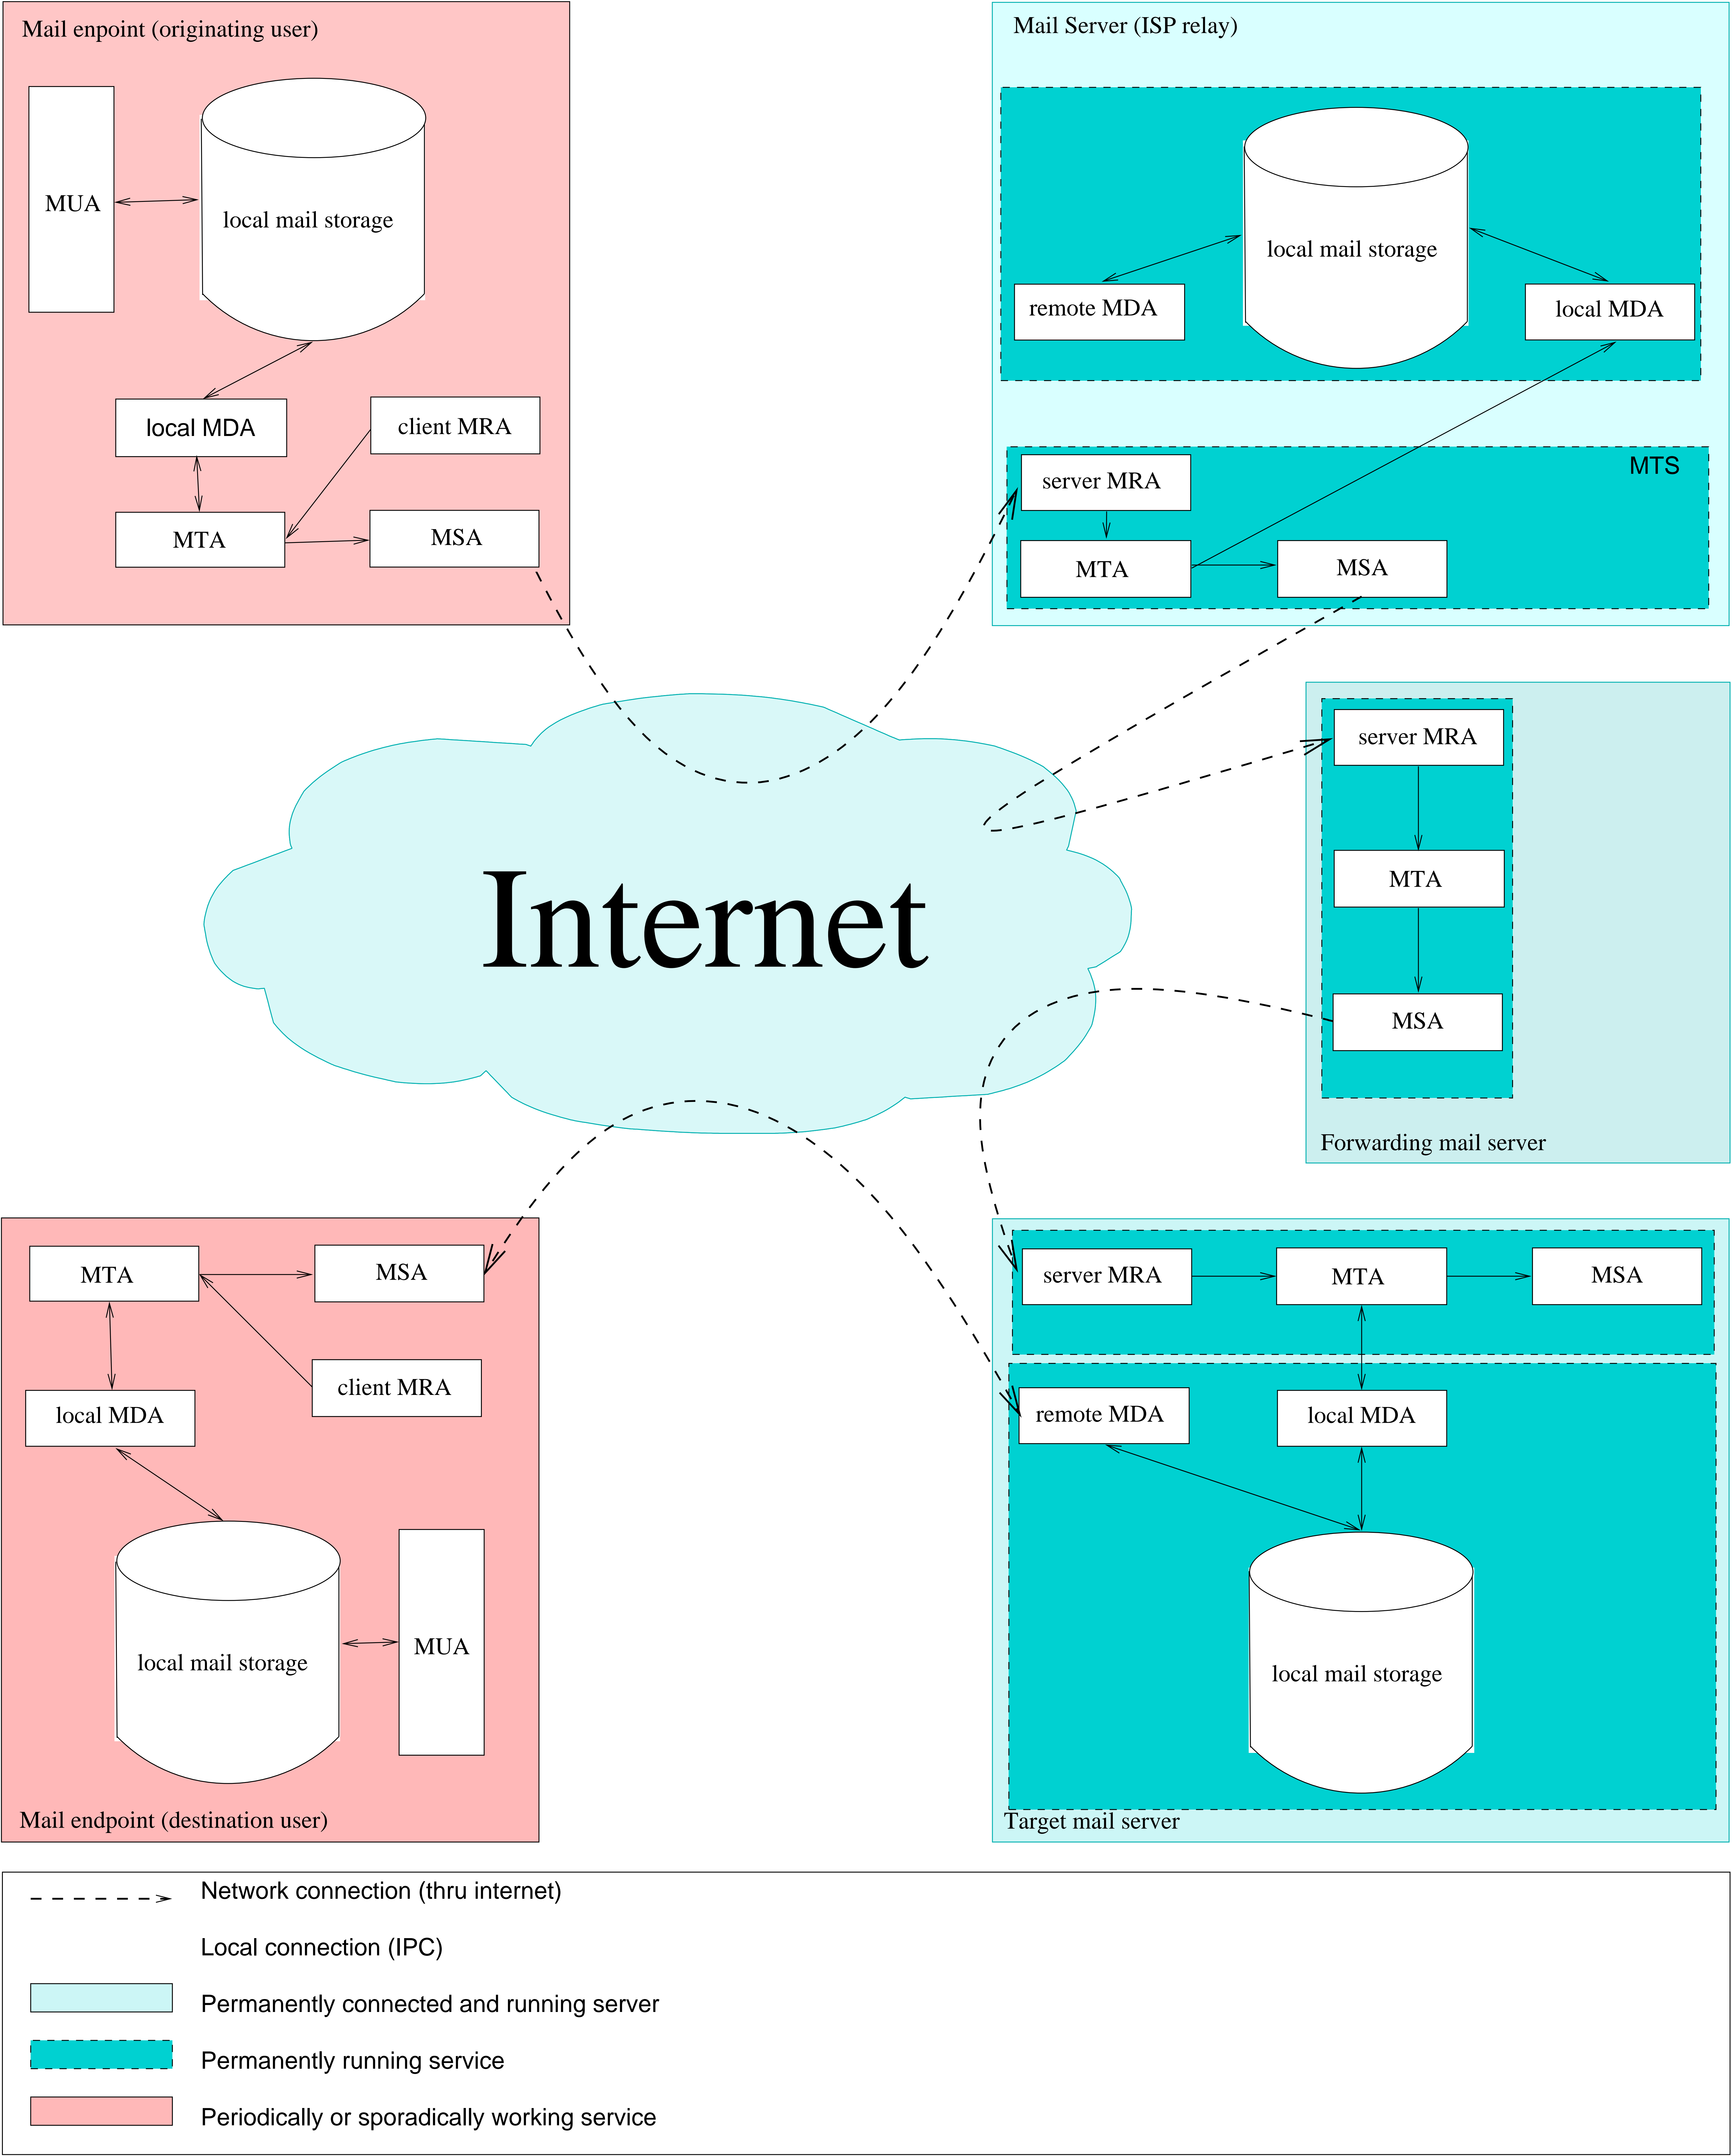 Mail enpoint (originating user)
MUA
local mail storage
local MDA
client MRA
MTA
MSA
Mail Server (ISP relay)
local mail storage
remote MDA
local MDA
MTS
server MRA
MTA
MSA
Internet
server MRA
MTA
MSA
Forwarding mail server
MTA
MSA
client MRA
local MDA
local mail storage
MUA
Mail endpoint (destination user)
server MRA
MTA
MSA
remote MDA
local MDA
local mail storage
Target mail server
Network connection (thru internet)
Local connection (IPC)
Permanently connected and running server
Permanently running service
Periodically or sporadically working service